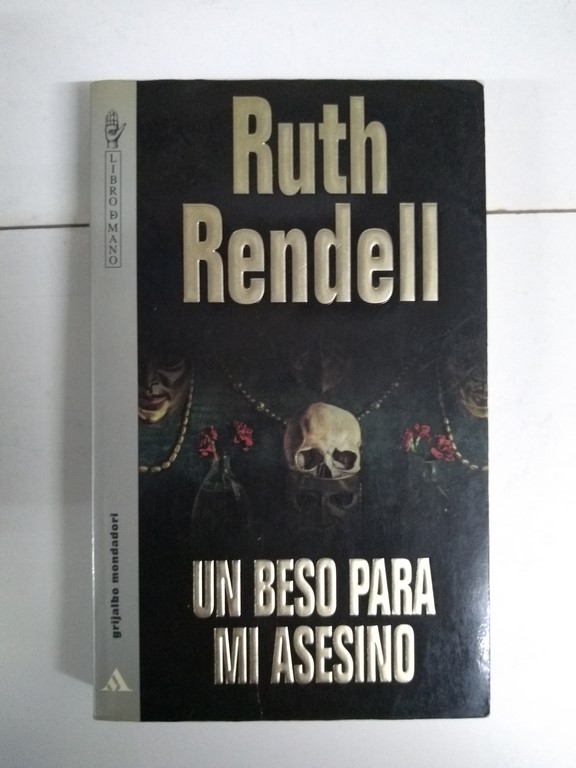 Ruth
Rendell
LIBRO DE MANO
UN BESO PARA
MI ASESINO
grijalbo mondadori